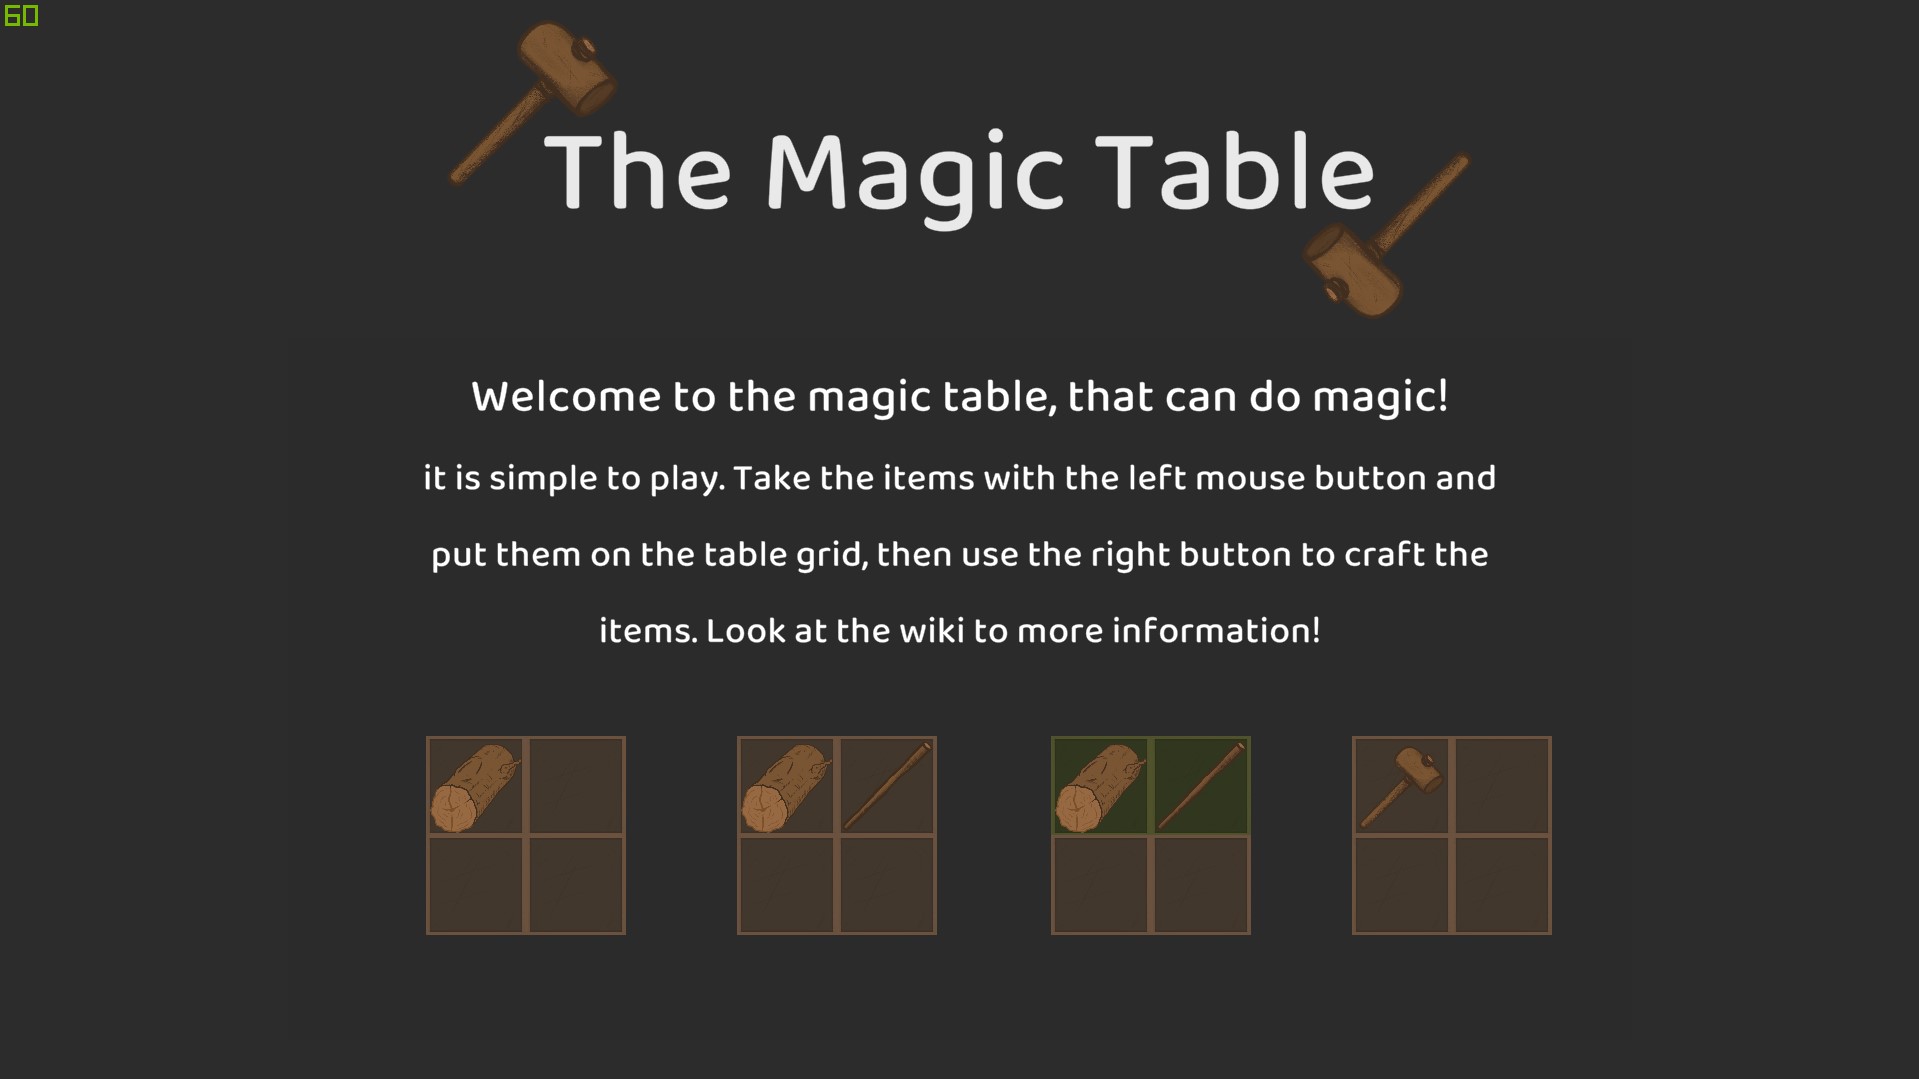 60
The Magic Table
Welcome to the magic table, that can do magic!
it is simple to play. Take the items with the left mouse button and
put them on the table grid, then use the right button to craft the
items. Look at the wiki to more information!